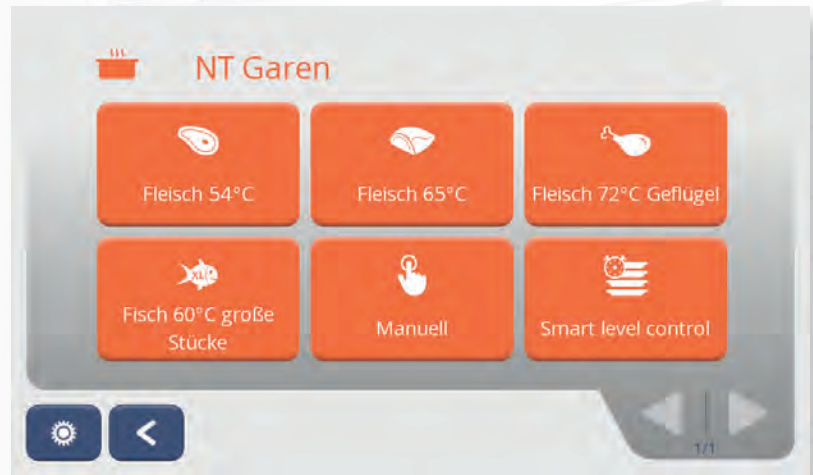 NT Garen
Fleisch 54°C
Fleisch 65°C
Fleisch 72°C Geflügel
XL
Fisch 60°C große
Stücke
Manuell
Smart level control
1/1